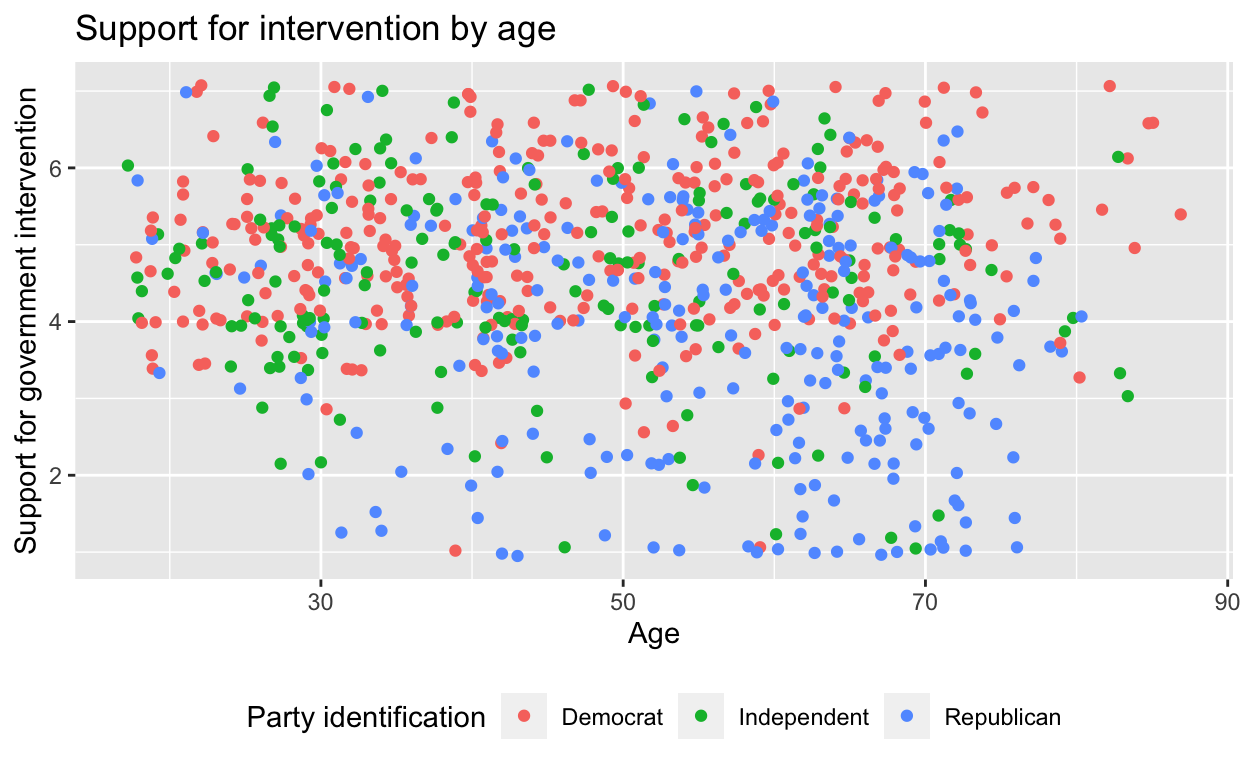 Support for intervention by age
Support for government intervention
6
4
2
30 50 70 90
Age
Party identification Democrat Independent Republican